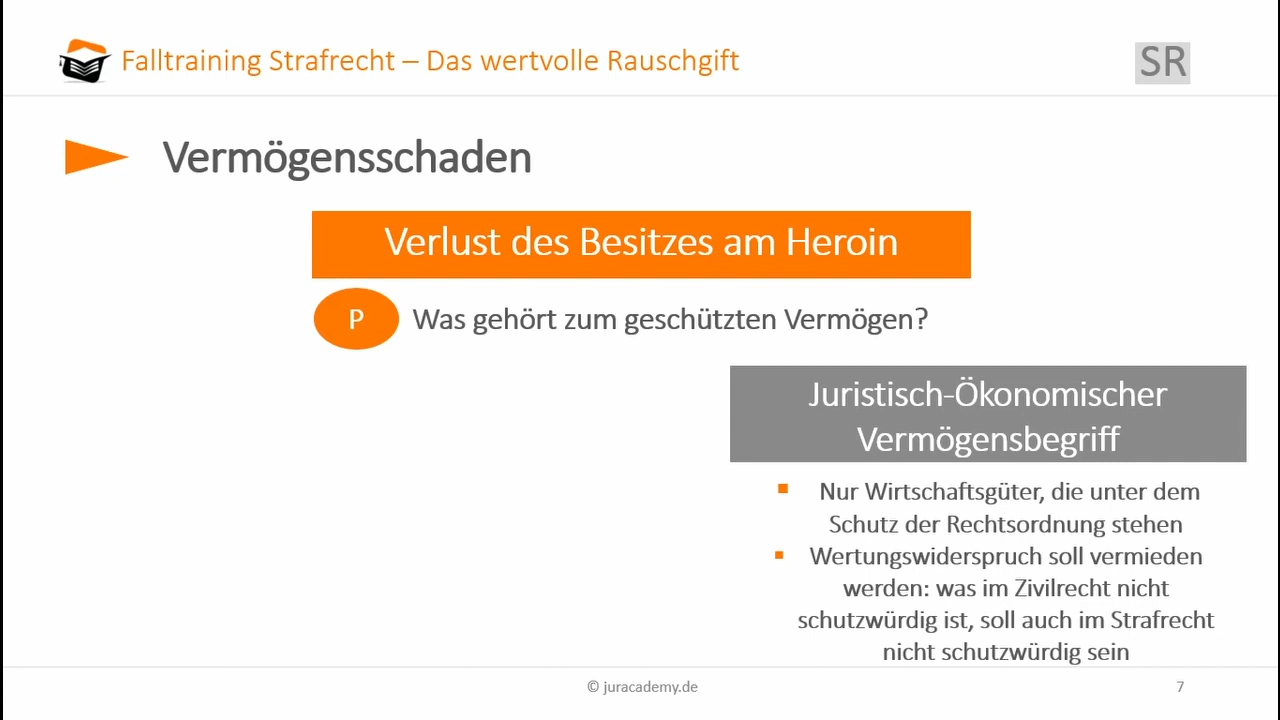 Falltraining Strafrecht – Das wertvolle Rauschgift
SR
Vermögensschaden
Verlust des Besitzes am Heroin
P
Was gehört zum geschützten Vermögen?
Juristisch-Ökonomischer
Vermögensbegriff
Nur Wirtschaftsgüter, die unter dem
Schutz der Rechtsordnung stehen
Wertungswiderspruch soll vermieden
werden: was im Zivilrecht nicht
schutzwürdig ist, soll auch im Strafrecht
nicht schutzwürdig sein
© juracademy.de
7